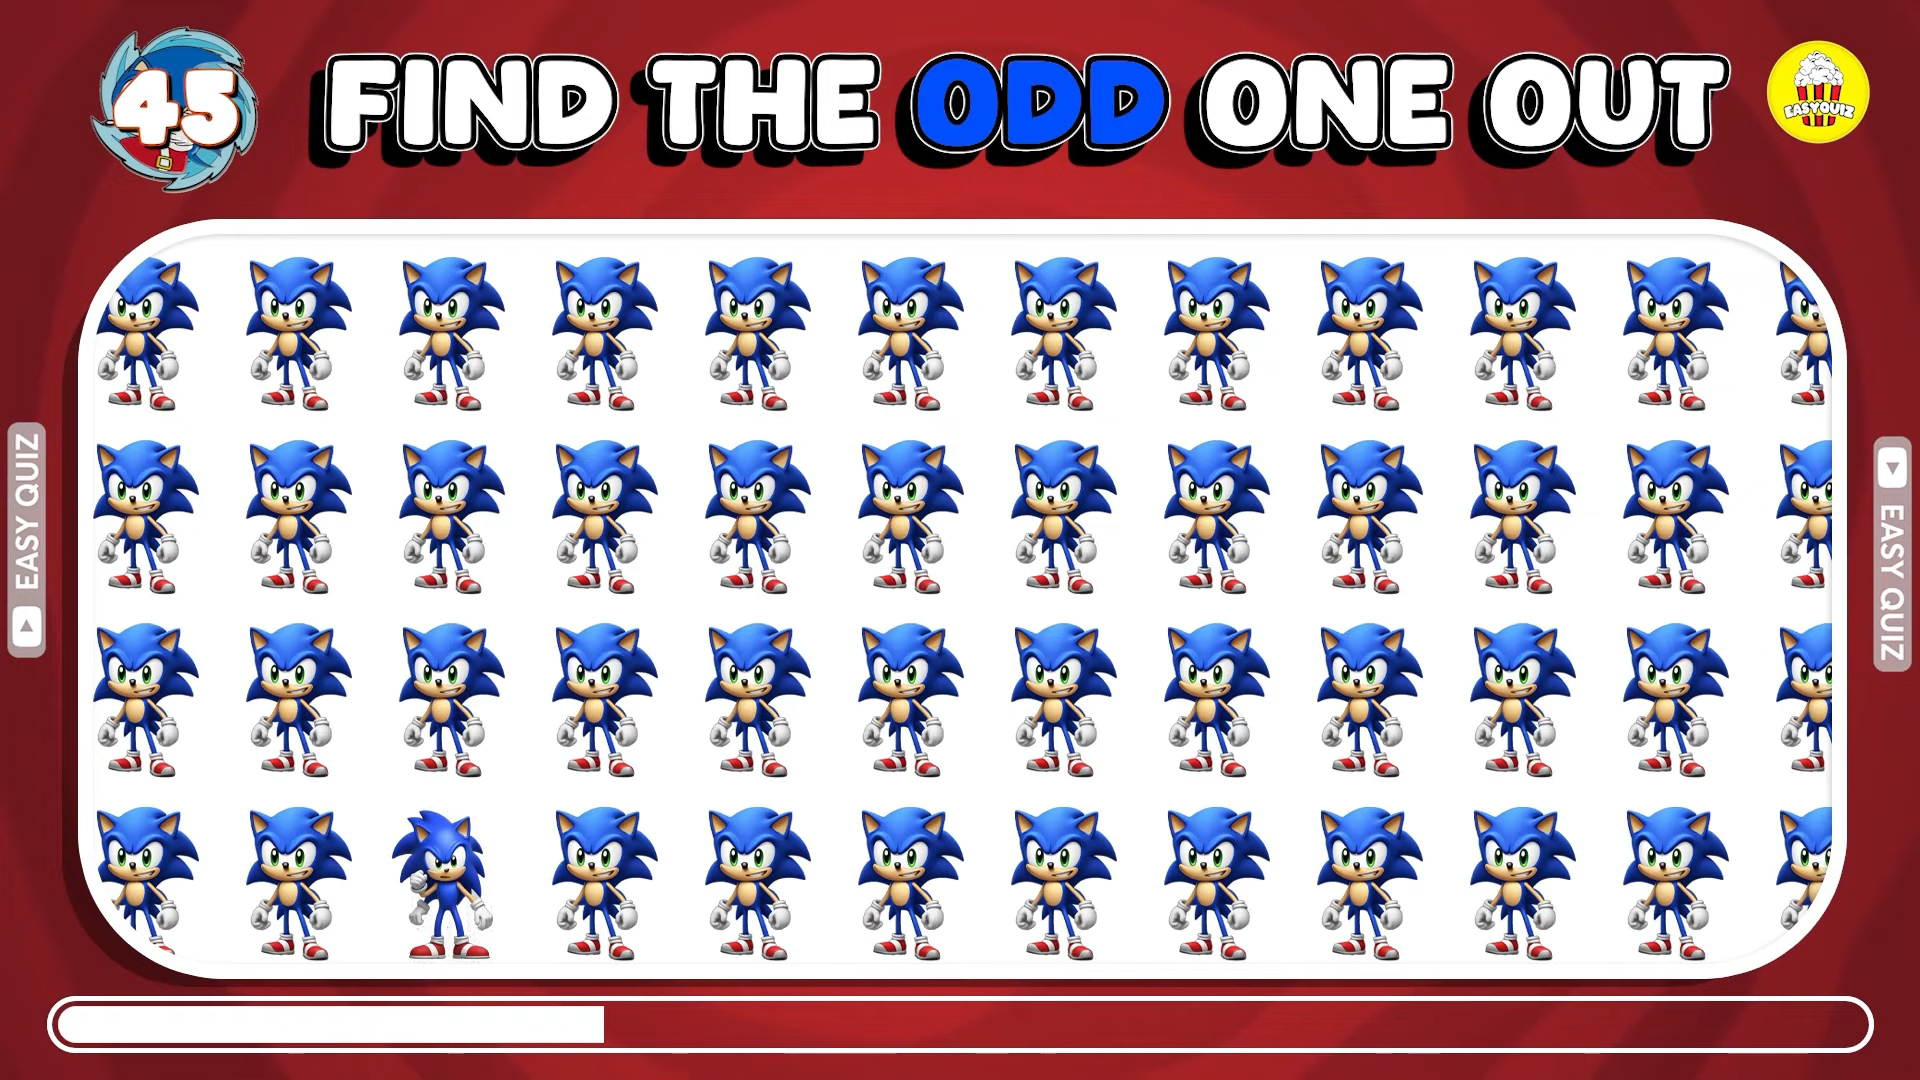 45
FIND THE ODD ONE OUT
EASYQUIZ
EASY QUIZ
EASY QUIZ